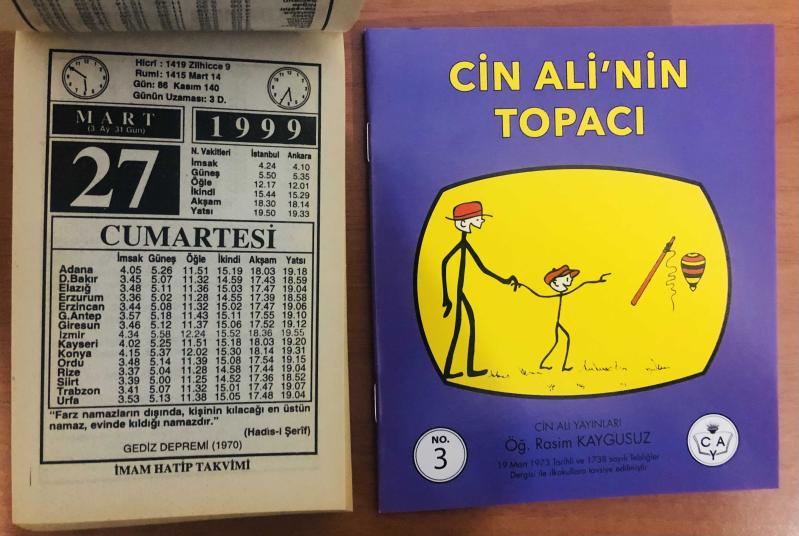 Hicrî : 1419 Zilhicce 9
Rumi: 1415 Mart 14
Gün: 86 Kasım 140
Günün Uzaması: 3 D.
MART
(3. Ay 31 Gün)
1999
27
N. Vakitleri İstanbul Ankara
İmsak 4.24 4.10
Güneş 5.50 5.35
Öğle 12.17 12.01
İkindi 15.44 15.29
Akşam 18.30 18.14
Yatsı 19.50 19.33
CUMARTESİ
İmsak Güneş Öğle İkindi Akşam Yatsı
Adana 4.05 5.26 11.51 15.19 18.03 19.18
D.Bakır 3.45 5.07 11.32 14.59 17.43 18.59
Elazığ 3.48 5.11 11.36 15.03 17.47 19.04
Erzurum 3.36 5.02 11.28 14.55 17.39 18.58
Erzincan 3.44 5.08 11.32 15.02 17.47 19.06
G.Antep 3.57 5.18 11.43 15.11 17.55 19.10
Giresun 3.46 5.12 11.37 15.06 17.52 19.12
İzmir 4.34 5.58 12.24 15.52 18.36 19.55
Kayseri 4.02 5.25 11.51 15.18 18.03 19.20
Konya 4.15 5.37 12.02 15.30 18.14 19.31
Ordu 3.48 5.14 11.39 15.08 17.54 19.15
Rize 3.37 5.04 11.28 14.58 17.44 19.04
Siirt 3.39 5.00 11.25 14.52 17.36 18.52
Trabzon 3.41 5.07 11.32 15.01 17.47 19.07
Urfa 3.53 5.13 11.38 15.05 17.48 19.04
"Farz namazların dışında, kişinin kılacağı en üstün
namaz, evinde kıldığı namazdır."
(Hadis-i Şerîf)
GEDİZ DEPREMİ (1970)
İMAM HATİP TAKVİMİ
CİN ALİ'NİN
TOPACI
CİN ALİ YAYINLARI
Öğ. Rasim KAYGUSUZ
19 Mart 1973 Tarihli ve 1738 sayılı Tebliğler
Dergisi ile ilkokullara tavsiye edilmiştir
NO.
3
C A
Y